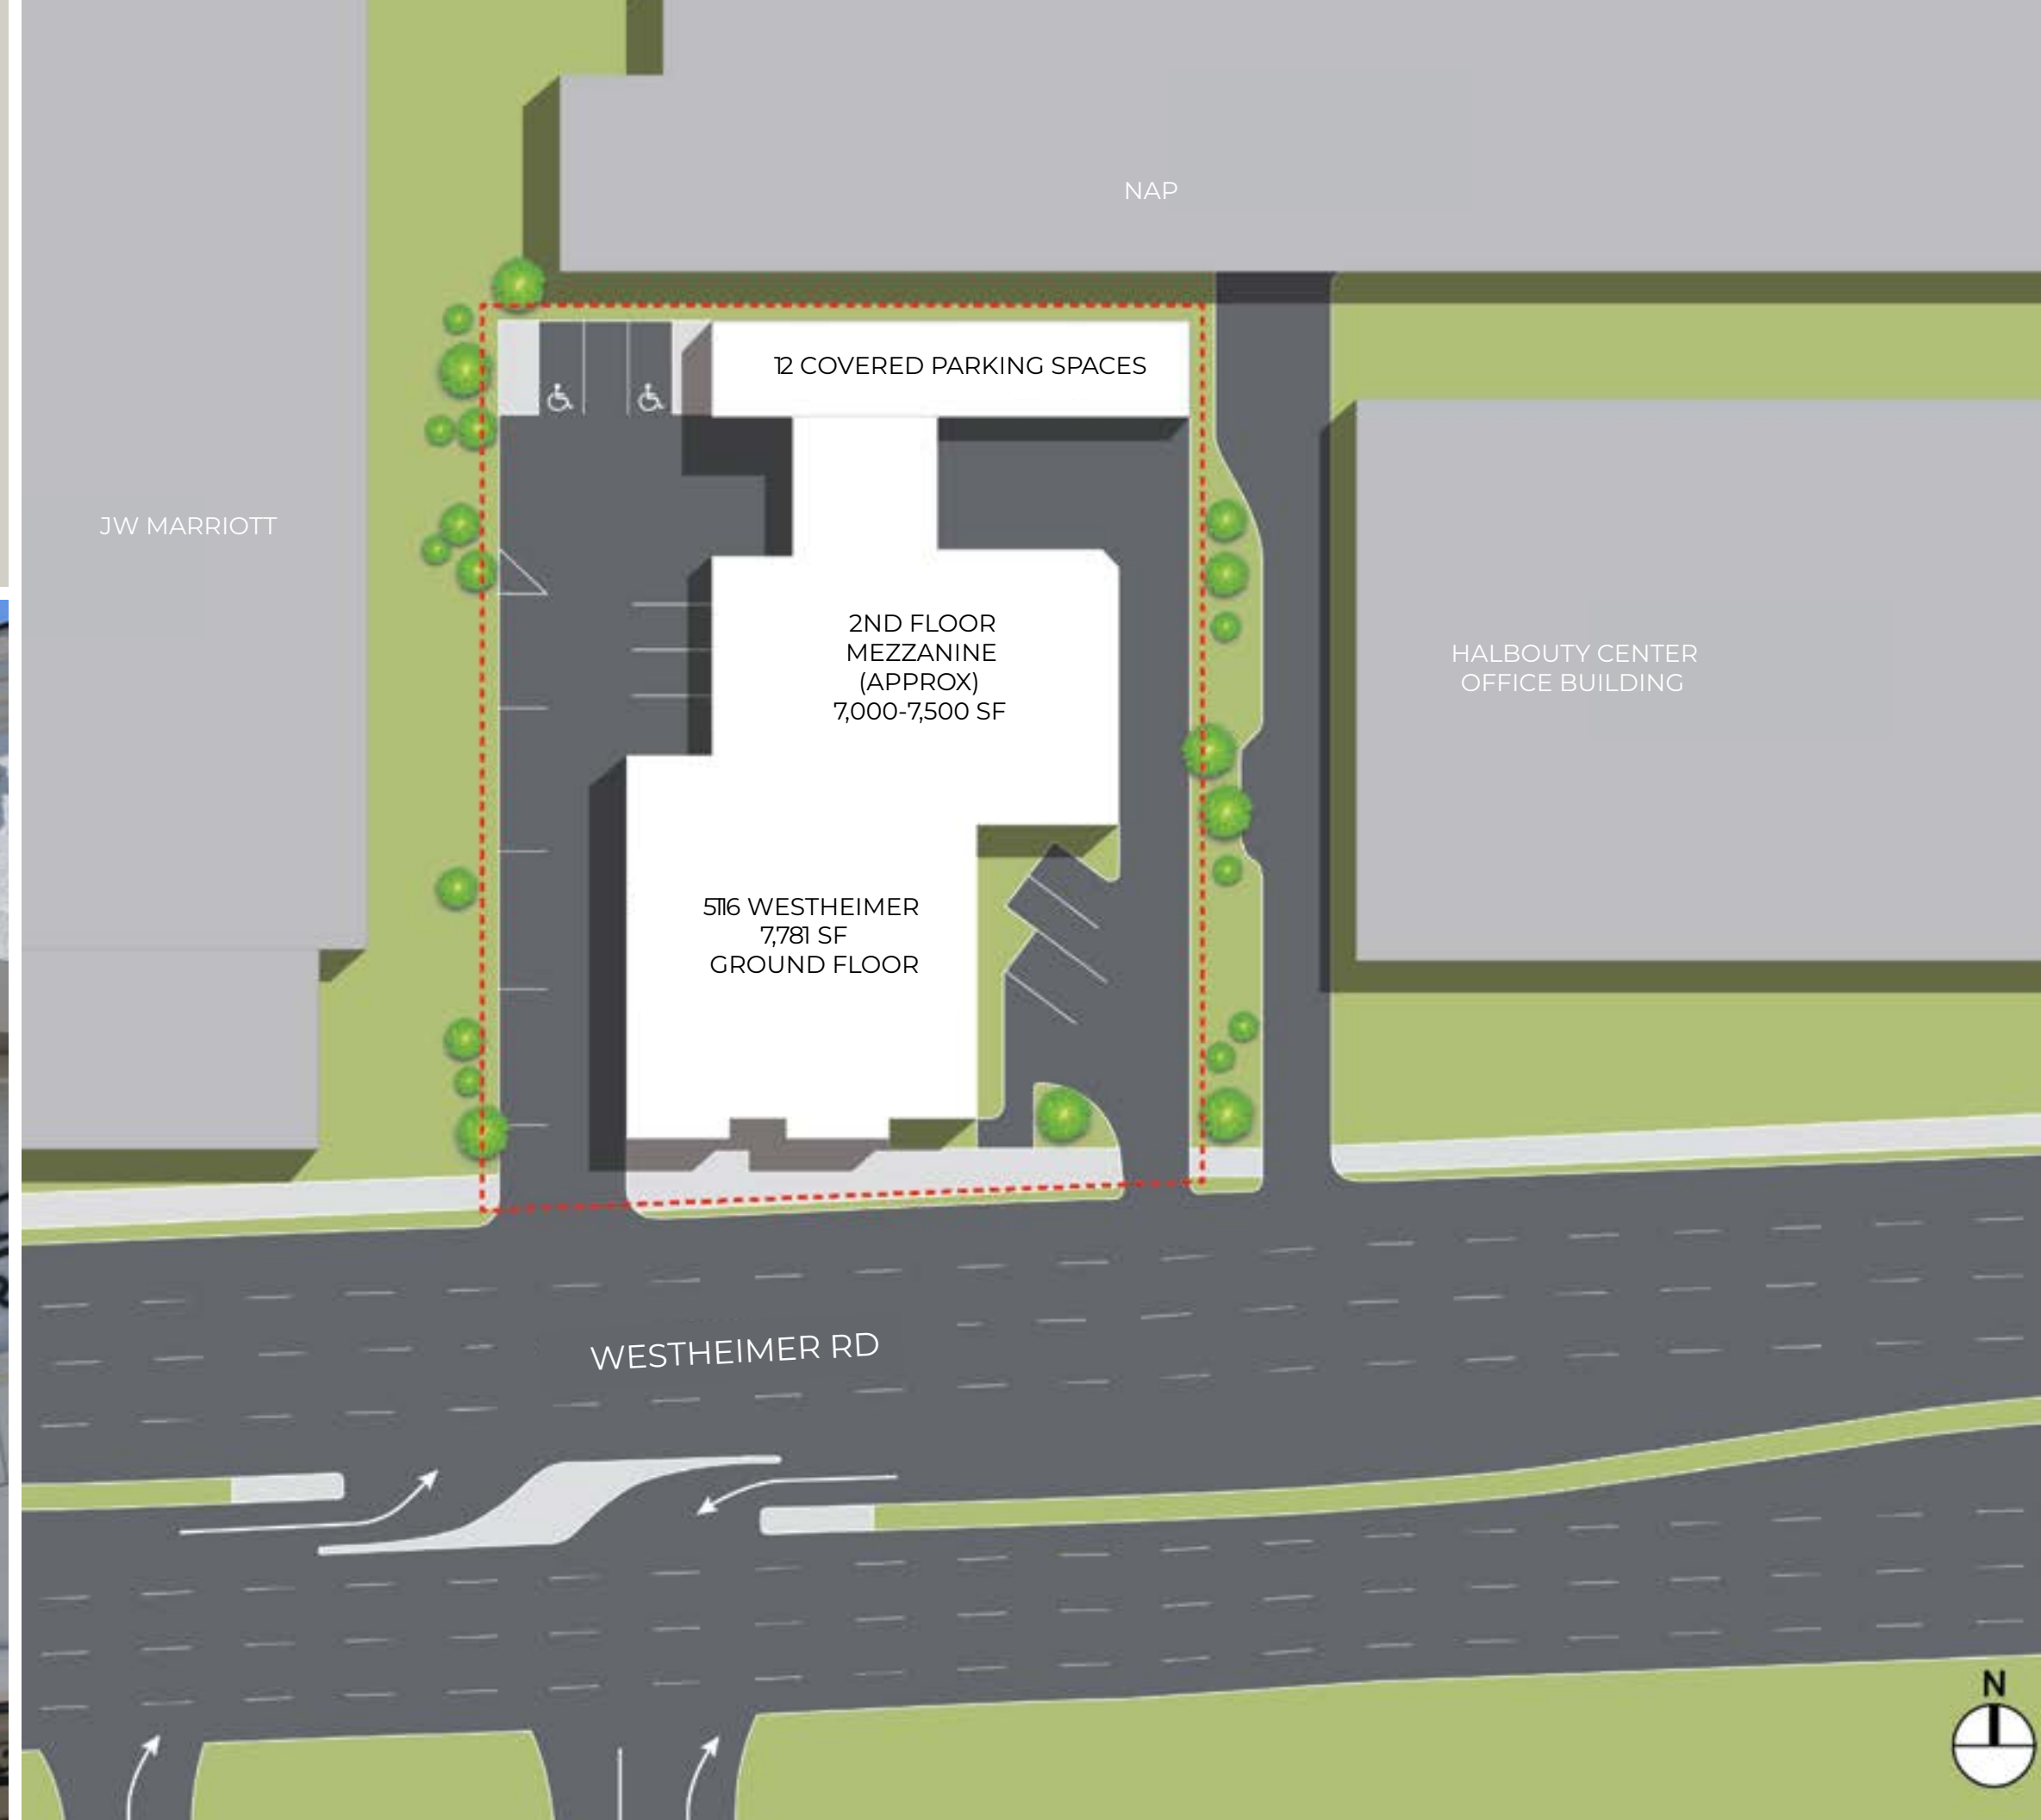 NAP
12 COVERED PARKING SPACES
JW MARRIOTT
2ND FLOOR
MEZZANINE
(APPROX)
7,000-7,500 SF
HALBOUTY CENTER
OFFICE BUILDING
5116 WESTHEIMER
7,781 SF
GROUND FLOOR
WESTHEIMER RD
N